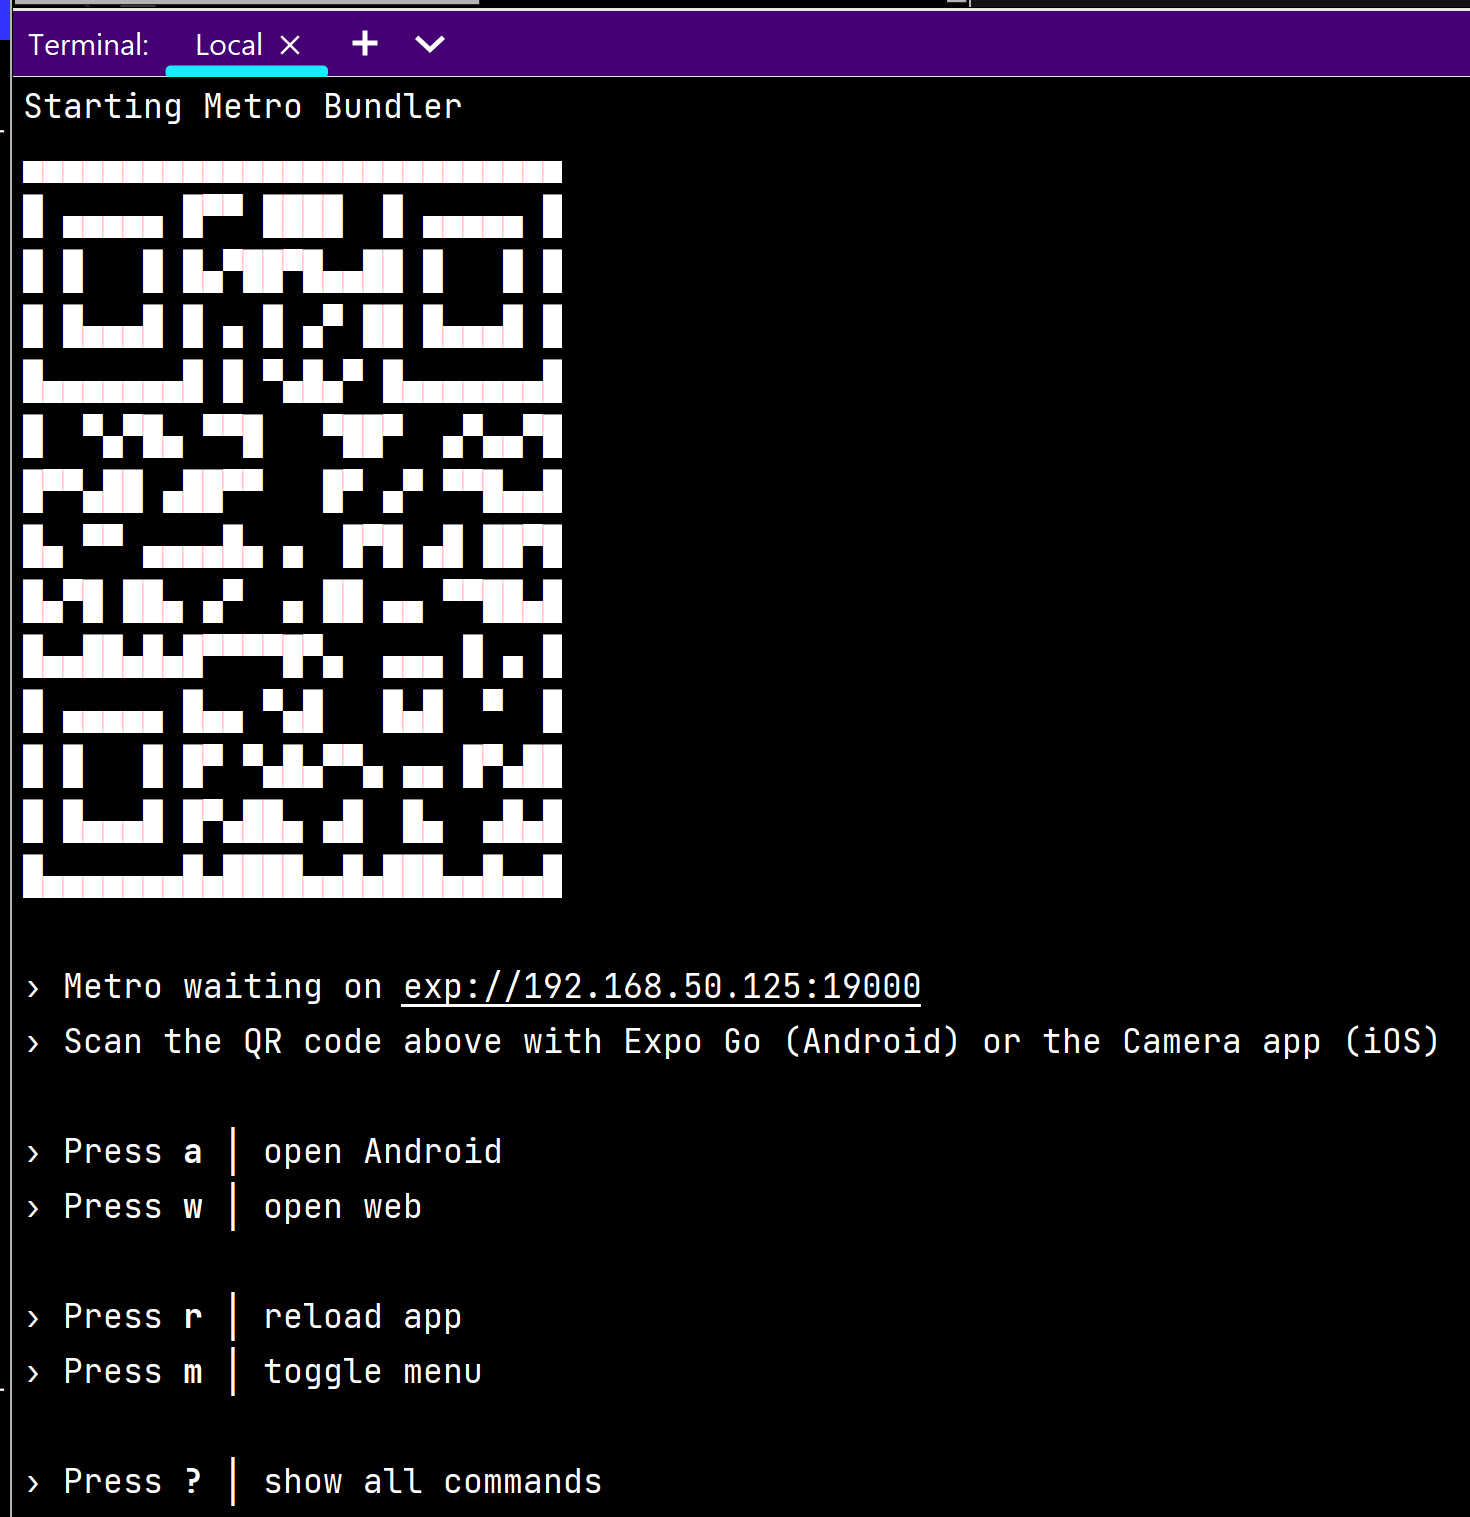 Terminal: Local × + 
Starting Metro Bundler
› Metro waiting on exp://192.168.50.125:19000
› Scan the QR code above with Expo Go (Android) or the Camera app (iOS)
› Press a │ open Android
› Press w │ open web
› Press r │ reload app
› Press m │ toggle menu
› Press ? │ show all commands